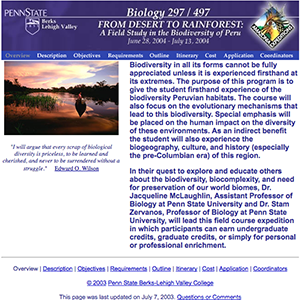 PENNSTATE
Berks-
Lehigh Valley
Biology 297 / 497
FROM DESERT TO RAINFOREST:
A Field Study in the Biodiversity of Peru
June 28, 2004 - July 13, 2004
Overview Description Objectives Requirements Outline Itinerary Cost Application Coordinators
Biodiversity in all its forms cannot be fully
appreciated unless it is experienced firsthand at
its extremes. The purpose of this program is to
give the student firsthand experience of the
biodiversity Peruvian habitats. The course will
also focus on the evolutionary mechanisms that
lead to this biodiversity. Special emphasis will
be placed on the human impact on the diversity
of these environments. As an indirect benefit
the student will also experience the
biogeography, culture, and history (especially
the pre-Columbian era) of this region.
"I will argue that every scrap of biological
diversity is priceless, to be learned and
cherished, and never to be surrendered without a
struggle." Edward O. Wilson
In their quest to explore and educate others
about the biodiversity, biocomplexity, and need
for preservation of our world biomes, Dr.
Jacqueline McLaughlin, Assistant Professor of
Biology at Penn State University and Dr. Stam
Zervanos, Professor of Biology at Penn State
University, will lead this field course expedition
in which participants can earn undergraduate
credits, graduate credits, or simply for personal
or professional enrichment.
Overview | Description | Objectives | Requirements | Outline | Itinerary | Cost | Application | Coordinators
© 2003 Penn State Berks-Lehigh Valley College
This page was last updated on July 7, 2003. Questions or Comments